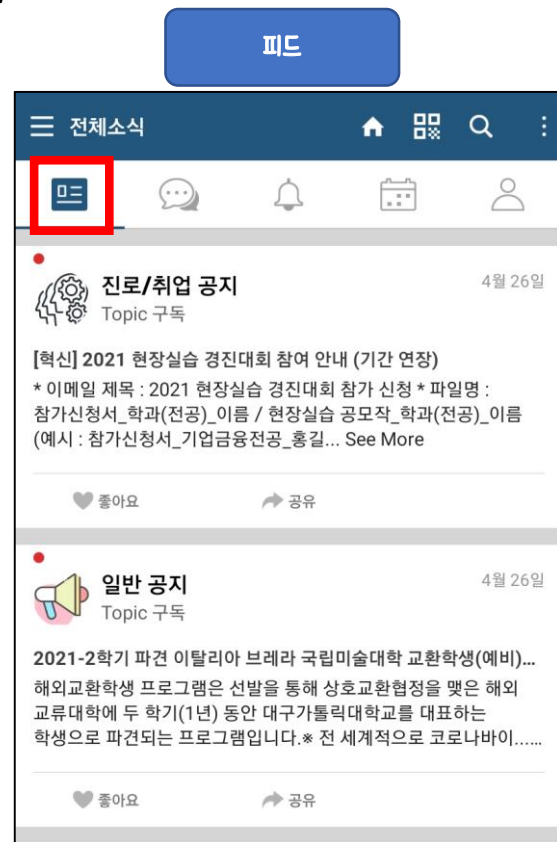 피드
전체소식
진로/취업 공지
4월 26일
Topic 구독
[혁신] 2021 현장실습 경진대회 참여 안내 (기간 연장)
* 이메일 제목 : 2021 현장실습 경진대회 참가 신청 * 파일명 :
참가신청서_학과(전공)_이름 / 현장실습 공모작_학과(전공)_이름
(예시 : 참가신청서_기업금융전공_홍길... See More
좋아요 공유
일반 공지
4월 26일
Topic 구독
2021-2학기 파견 이탈리아 브레라 국립미술대학 교환학생(예비)...
해외교환학생 프로그램은 선발을 통해 상호교환협정을 맺은 해외
교류대학에 두 학기(1년) 동안 대구가톨릭대학교를 대표하는
학생으로 파견되는 프로그램입니다.※ 전 세계적으로 코로나바이......
좋아요 공유